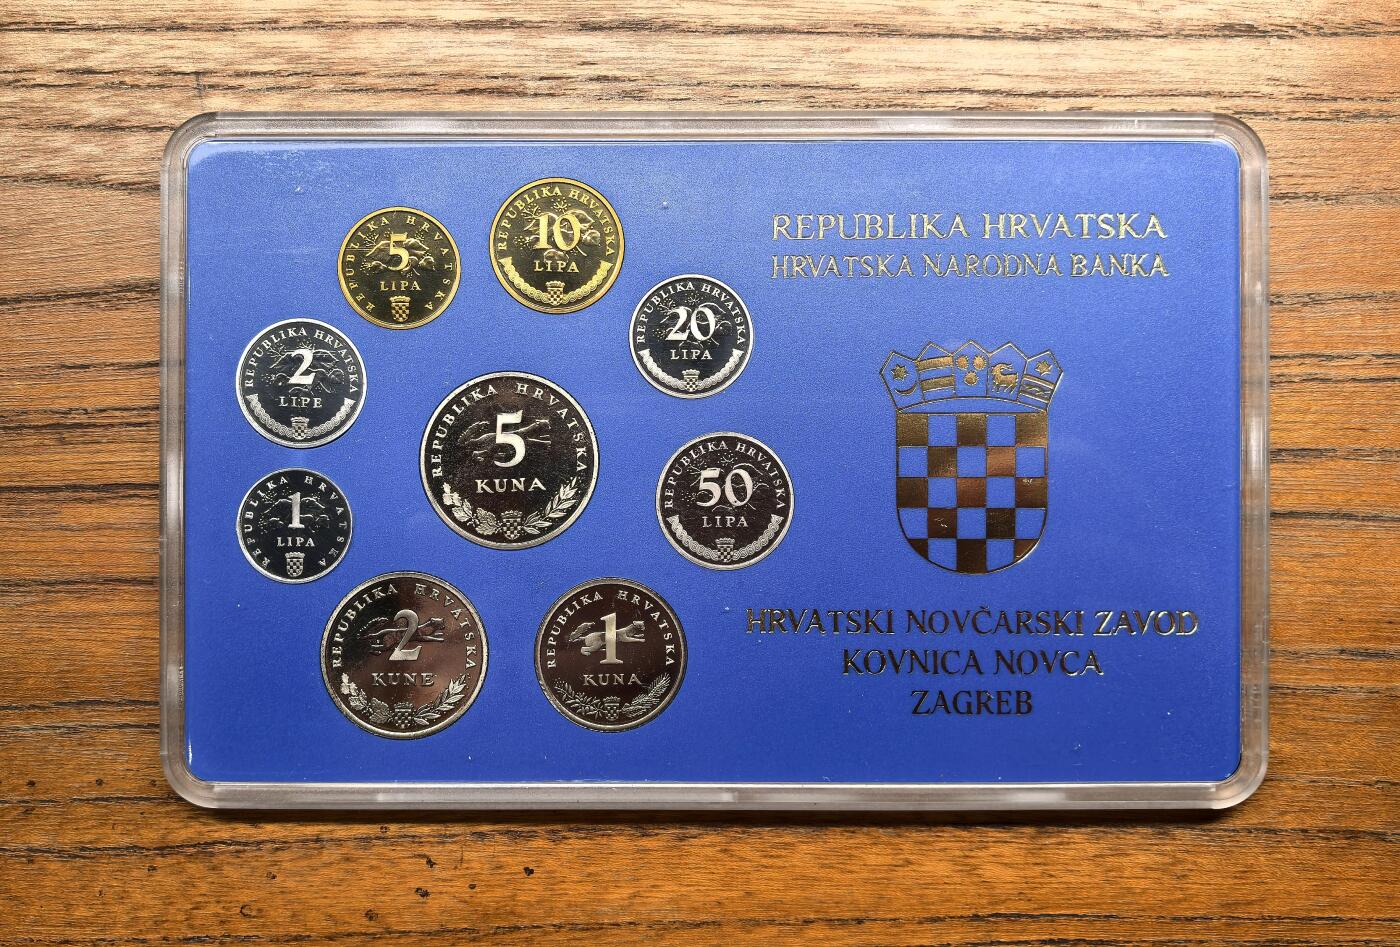 REPUBLIKA HRVATSKA
HRVATSKA NARODNA BANKA
HRVATSKI NOVČARSKI ZAVOD
KOVNICA NOVCA
ZAGREB
REPUBLIKA HRVATSKA
5
LIPA
REPUBLIKA HRVATSKA
10
LIPA
REPUBLIKA HRVATSKA
20
LIPA
REPUBLIKA HRVATSKA
2
LIPE
REPUBLIKA HRVATSKA
5
KUNA
REPUBLIKA HRVATSKA
50
LIPA
REPUBLIKA HRVATSKA
1
LIPA
REPUBLIKA HRVATSKA
2
KUNE
REPUBLIKA HRVATSKA
1
KUNA